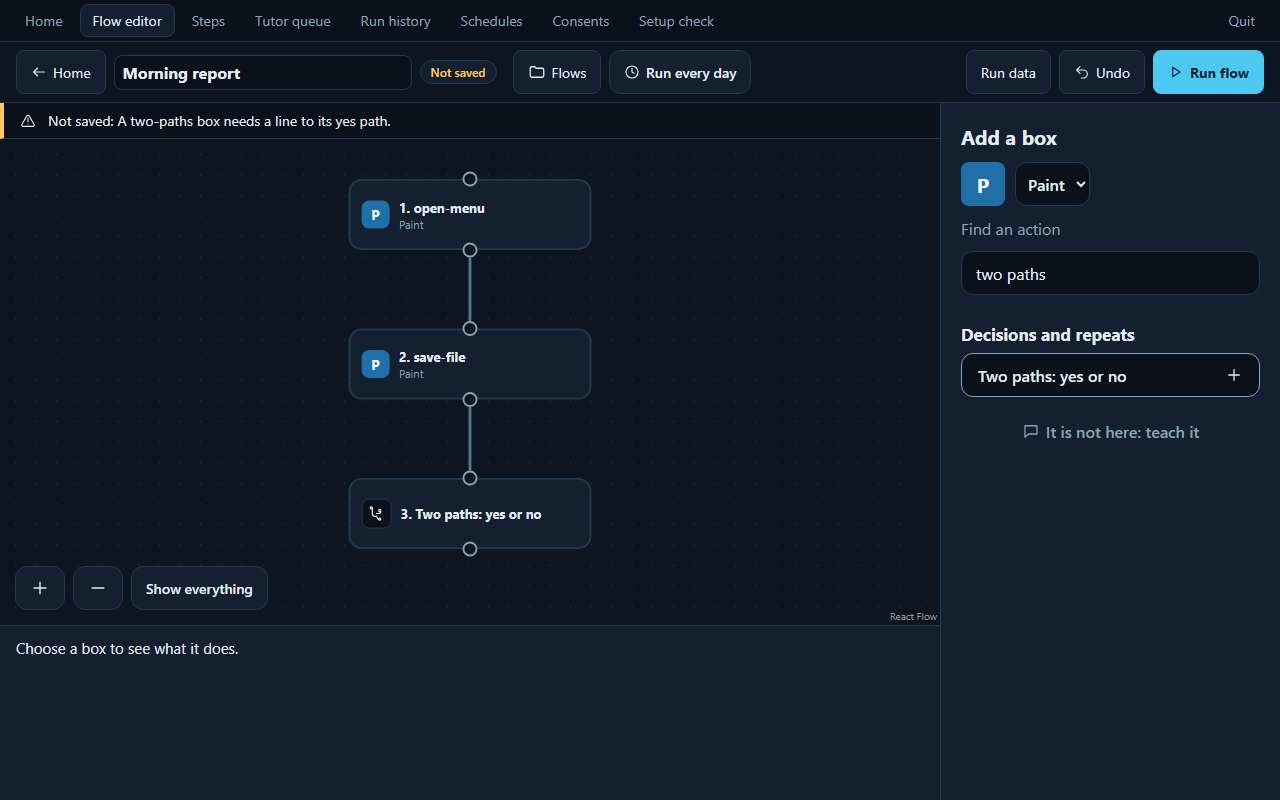 Home Flow editor Steps Tutor queue Run history Schedules Consents Setup check Quit
Home Morning report Not saved Flows Run every day Run data Undo Run flow
Not saved: A two-paths box needs a line to its yes path.
P 1. open-menu
Paint
P 2. save-file
Paint
3. Two paths: yes or no
Show everything
React Flow
Choose a box to see what it does.
Add a box
P Paint
Find an action
two paths
Decisions and repeats
Two paths: yes or no
It is not here: teach it